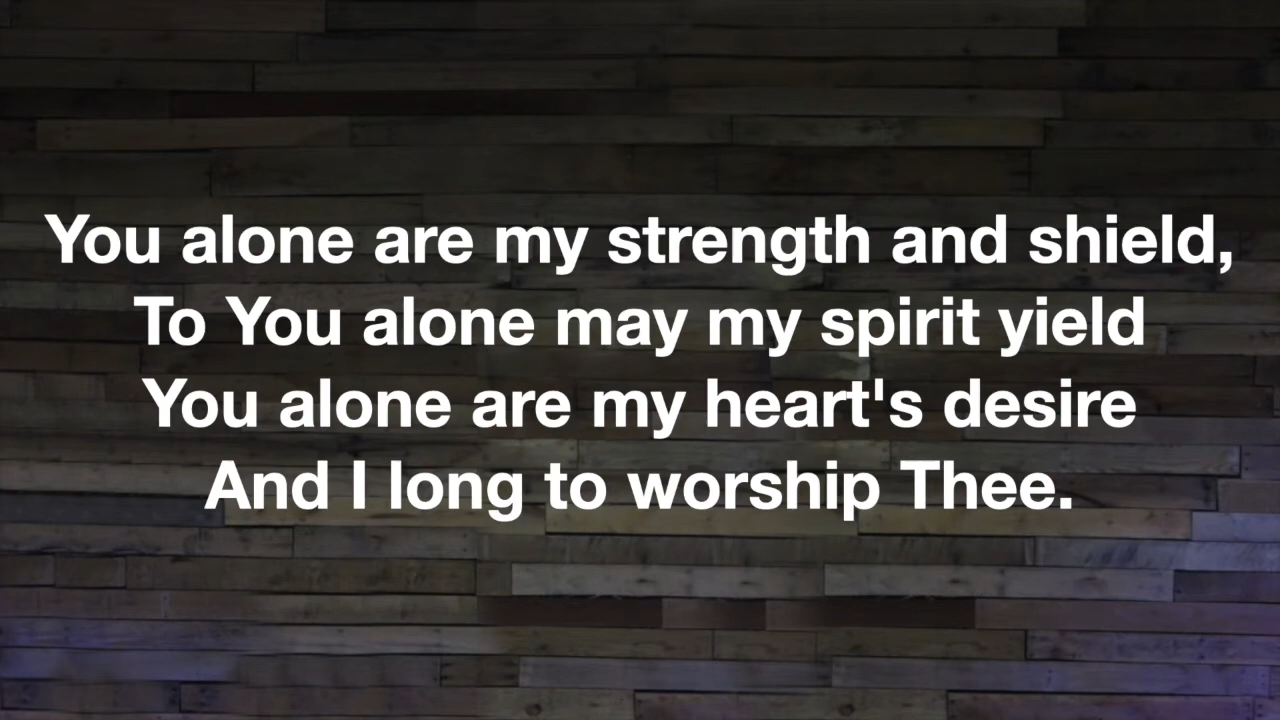 You alone are my strength and shield,
To You alone may my spirit yield
You alone are my heart's desire
And I long to worship Thee.